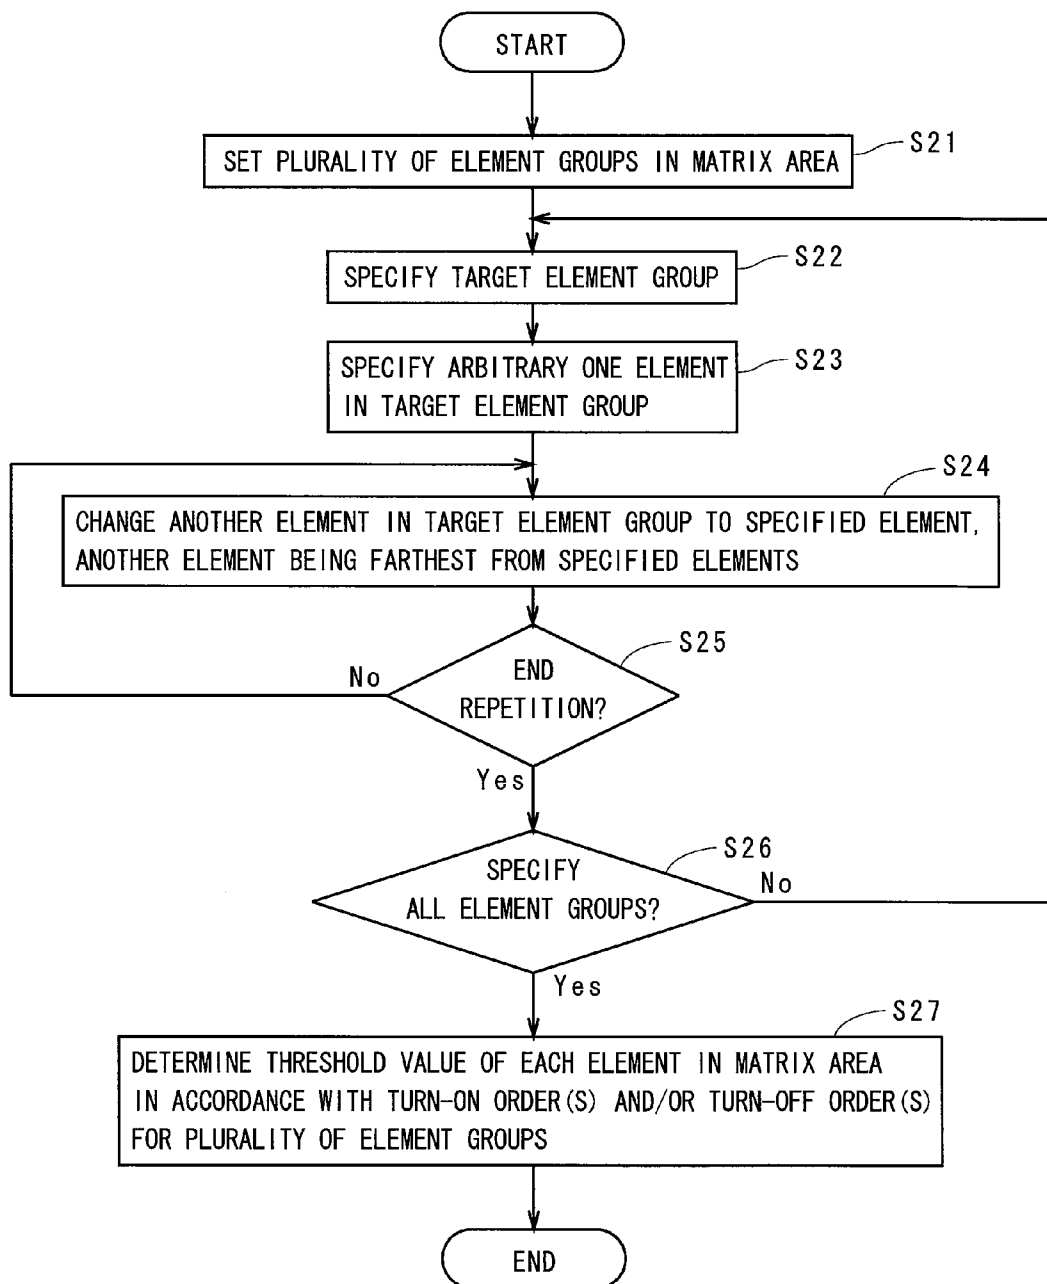 START
SET PLURALITY OF ELEMENT GROUPS IN MATRIX AREA
S21
SPECIFY TARGET ELEMENT GROUP
S22
SPECIFY ARBITRARY ONE ELEMENT
IN TARGET ELEMENT GROUP
S23
S24
CHANGE ANOTHER ELEMENT IN TARGET ELEMENT GROUP TO SPECIFIED ELEMENT,
ANOTHER ELEMENT BEING FARTHEST FROM SPECIFIED ELEMENTS
S25
END
REPETITION?
No
Yes
S26
SPECIFY
ALL ELEMENT GROUPS?
No
Yes
S27
DETERMINE THRESHOLD VALUE OF EACH ELEMENT IN MATRIX AREA
IN ACCORDANCE WITH TURN-ON ORDER(S) AND/OR TURN-OFF ORDER(S)
FOR PLURALITY OF ELEMENT GROUPS
END